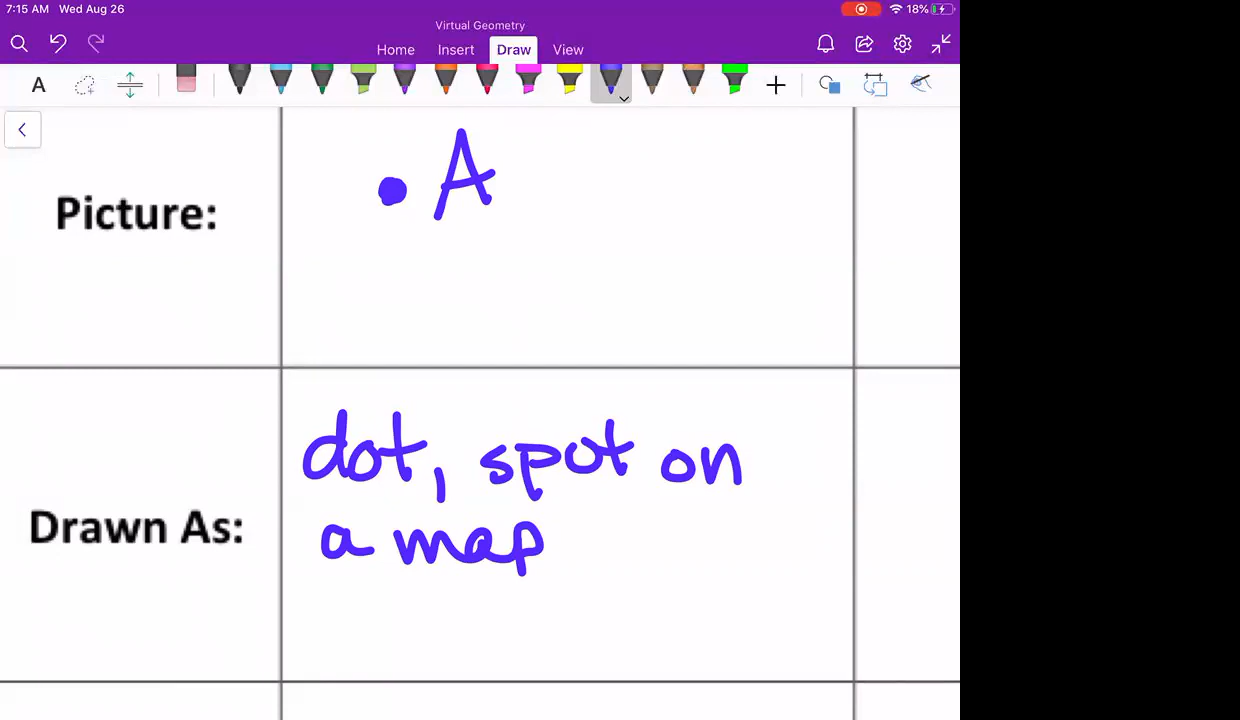 7:15 AM Wed Aug 26
18%
Virtual Geometry
Home Insert Draw View
A
Picture:
A
Drawn As:
dot, spot on
a map